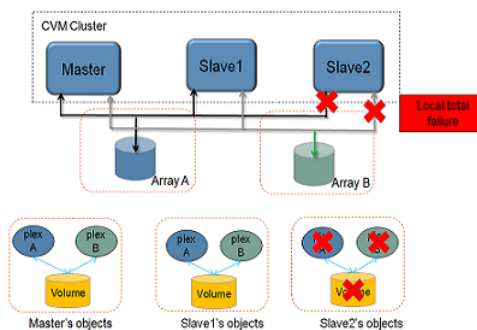 CVM Cluster
Master
Slave1
Slave2
Local total
failure
Array A
Array B
plex
A
plex
B
Volume
plex
A
plex
B
Volume
Volume
Master's objects
Slave1's objects
Slave2's objects